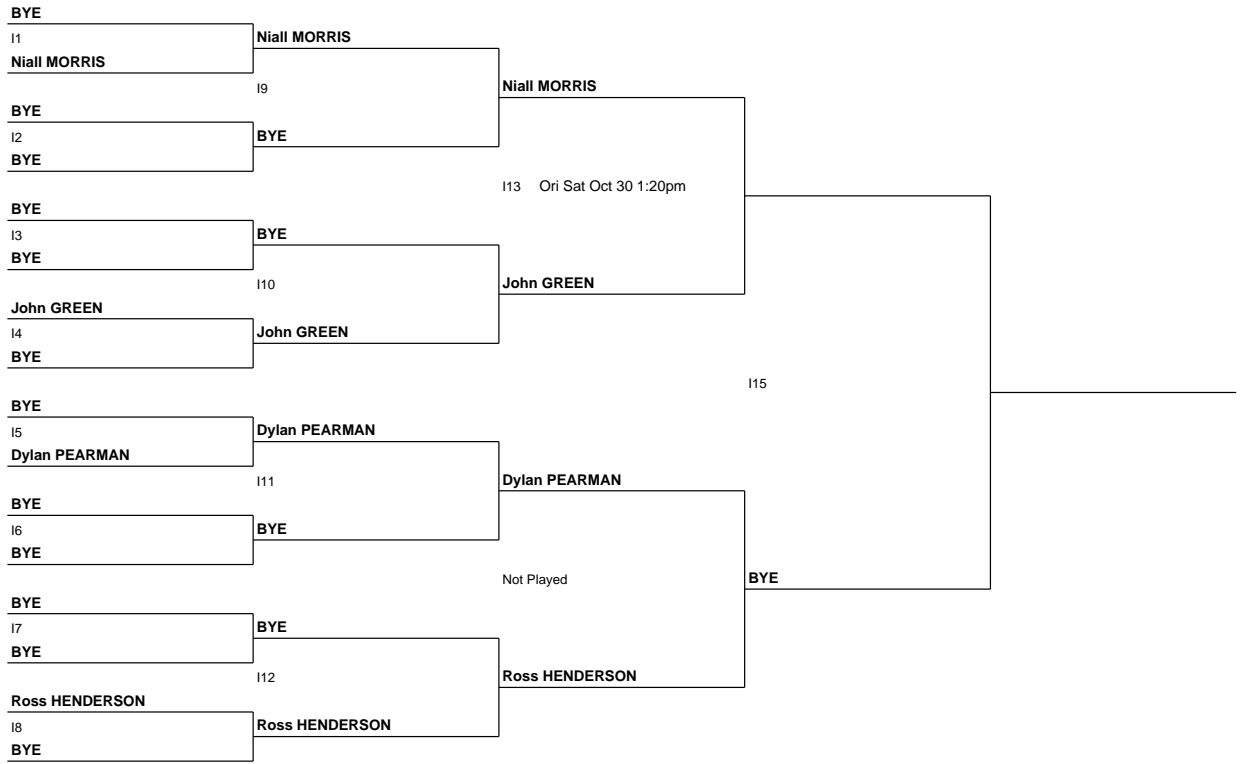 BYE
I1
Niall MORRIS
Niall MORRIS
I9
BYE
I2
BYE
BYE
Niall MORRIS
I13 Ori Sat Oct 30 1:20pm
BYE
I3
BYE
BYE
I10
John GREEN
I4
BYE
John GREEN
John GREEN
I15
BYE
I5
Dylan PEARMAN
Dylan PEARMAN
I11
BYE
I6
BYE
BYE
Dylan PEARMAN
Not Played
BYE
BYE
I7
BYE
BYE
I12
Ross HENDERSON
I8
BYE
Ross HENDERSON
Ross HENDERSON